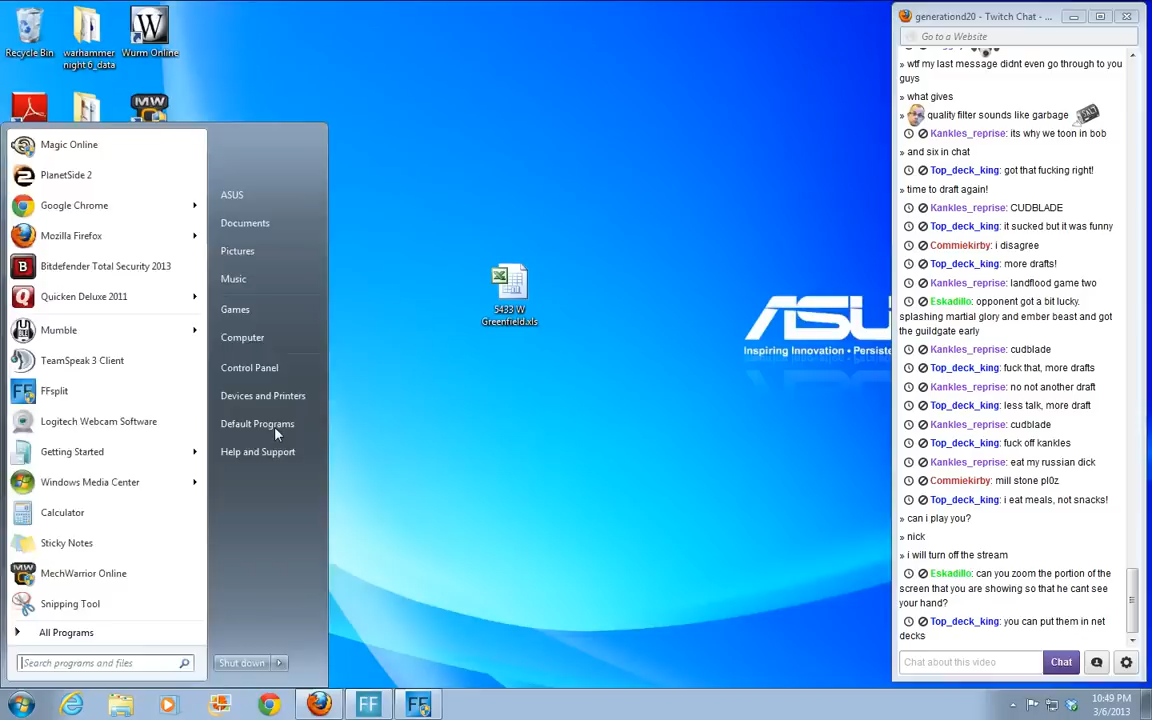 Recycle Bin
warhammer
night 6_data
Wurm Online
Magic Online
PlanetSide 2
Google Chrome
Mozilla Firefox
Bitdefender Total Security 2013
Quicken Deluxe 2011
Mumble
TeamSpeak 3 Client
FFsplit
Logitech Webcam Software
Getting Started
Windows Media Center
Calculator
Sticky Notes
MechWarrior Online
Snipping Tool
All Programs
Search programs and files
ASUS
Documents
Pictures
Music
Games
Computer
Control Panel
Devices and Printers
Default Programs
Help and Support
Shut down
5433 W
Greenfield.xls
Inspiring Innovation • Persiste
generationd20 - Twitch Chat - ...
Go to a Website
» wtf my last message didnt even go through to you
guys
» what gives
» quality filter sounds like garbage
Kankles_reprise: its why we toon in bob
» and six in chat
Top_deck_king: got that fucking right!
» time to draft again!
Kankles_reprise: CUDBLADE
Top_deck_king: it sucked but it was funny
Commiekirby: i disagree
Top_deck_king: more drafts!
Kankles_reprise: landflood game two
Eskadillo: opponent got a bit lucky.
splashing martial glory and ember beast and got
the guildgate early
Kankles_reprise: cudblade
Top_deck_king: fuck that, more drafts
Kankles_reprise: no not another draft
Top_deck_king: less talk, more draft
Kankles_reprise: cudblade
Top_deck_king: fuck off kankles
Kankles_reprise: eat my russian dick
Commiekirby: mill stone pl0z
Top_deck_king: i eat meals, not snacks!
» can i play you?
» nick
» i will turn off the stream
Eskadillo: can you zoom the portion of the
screen that you are showing so that he cant see
your hand?
Top_deck_king: you can put them in net
decks
Chat about this video
Chat
10:49 PM
3/6/2013